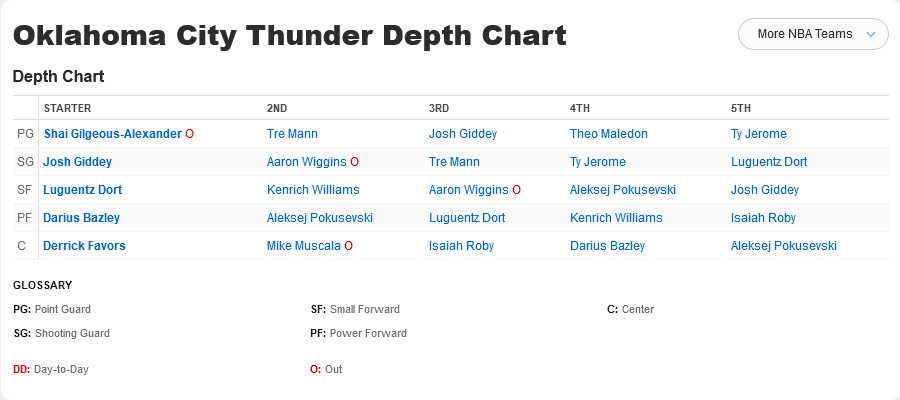 Oklahoma City Thunder Depth Chart
More NBA Teams
Depth Chart
STARTER 2ND 3RD 4TH 5TH
PG Shai Gilgeous-Alexander O Tre Mann Josh Giddey Theo Maledon Ty Jerome
SG Josh Giddey Aaron Wiggins O Tre Mann Ty Jerome Luguentz Dort
SF Luguentz Dort Kenrich Williams Aaron Wiggins O Aleksej Pokusevski Josh Giddey
PF Darius Bazley Aleksej Pokusevski Luguentz Dort Kenrich Williams Isaiah Roby
C Derrick Favors Mike Muscala O Isaiah Roby Darius Bazley Aleksej Pokusevski
GLOSSARY
PG: Point Guard SF: Small Forward C: Center
SG: Shooting Guard PF: Power Forward
DD: Day-to-Day O: Out